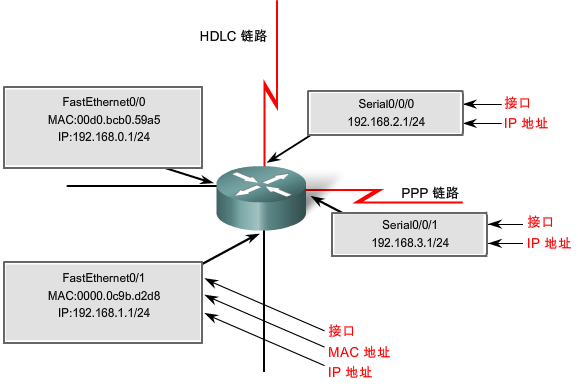 HDLC 链路
FastEthernet0/0
MAC:00d0.bcb0.59a5
IP:192.168.0.1/24
Serial0/0/0
192.168.2.1/24
接口
IP 地址
PPP 链路
Serial0/0/1
192.168.3.1/24
接口
IP 地址
FastEthernet0/1
MAC:0000.0c9b.d2d8
IP:192.168.1.1/24
接口
MAC 地址
IP 地址